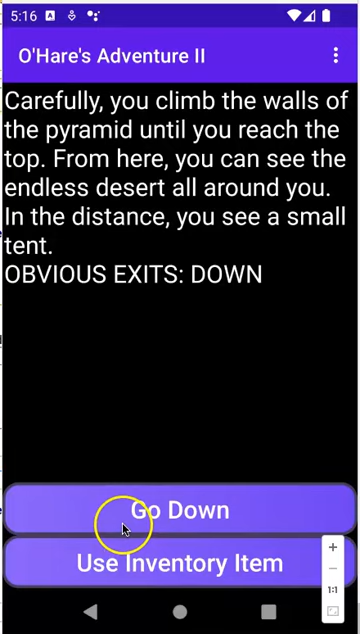 5:16
O'Hare's Adventure II
Carefully, you climb the walls of
the pyramid until you reach the
top. From here, you can see the
endless desert all around you.
In the distance, you see a small
tent.
OBVIOUS EXITS: DOWN
Go Down
Use Inventory Item
+
−
1:1